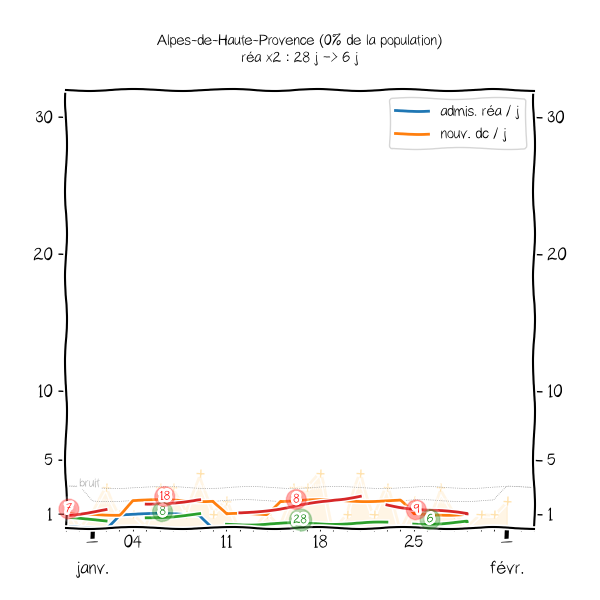 Alpes-de-Haute-Provence (0% de la population)
réa x2 : 28 j -> 6 j
admis. réa / j
nouv. dc / j
30 30
20 20
10 10
5 5
bruit
1 1
7 18 8 9
8 28 6
04 11 18 25
janv. févr.